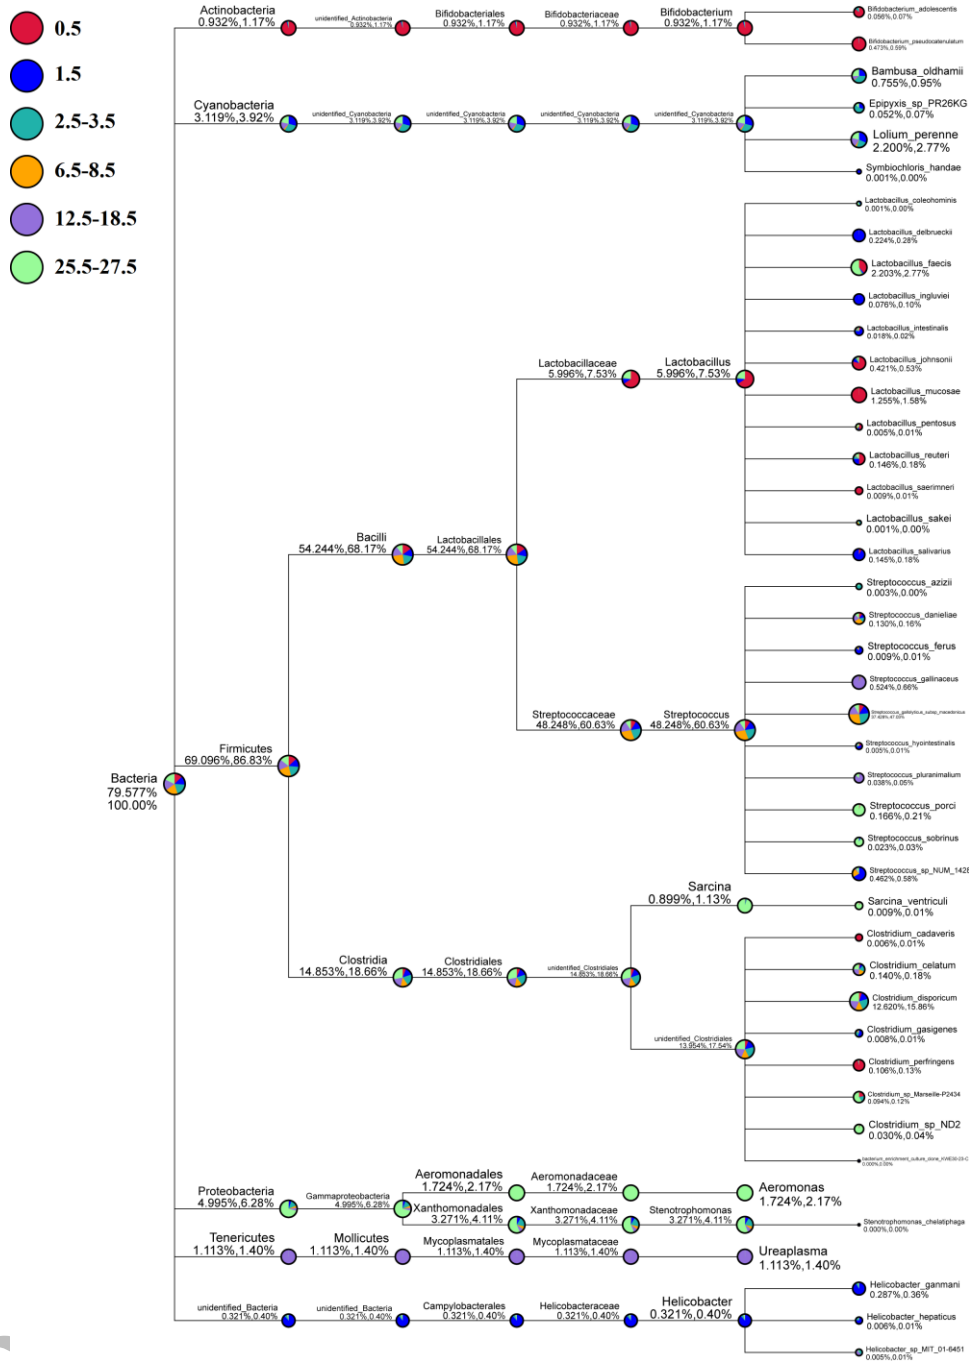 0.5
1.5
2.5-3.5
6.5-8.5
12.5-18.5
25.5-27.5
Bacteria
79.577%
100.00%
Actinobacteria
0.932%,1.17%
unidentified_Actinobacteria
0.932%,1.17%
Bifidobacteriales
0.932%,1.17%
Bifidobacteriaceae
0.932%,1.17%
Bifidobacterium
0.932%,1.17%
Bifidobacterium_adolescentis
0.056%,0.07%
Bifidobacterium_pseudocatenulatum
0.473%,0.59%
Cyanobacteria
3.119%,3.92%
unidentified_Cyanobacteria
3.119%,3.92%
unidentified_Cyanobacteria
3.119%,3.92%
unidentified_Cyanobacteria
3.119%,3.92%
unidentified_Cyanobacteria
3.119%,3.92%
Bambusa_oldhamii
0.755%,0.95%
Epipyxis_sp_PR26KG
0.052%,0.07%
Lolium_perenne
2.200%,2.77%
Symbiochloris_handae
0.001%,0.00%
Firmicutes
69.096%,86.83%
Bacilli
54.244%,68.17%
Lactobacillales
54.244%,68.17%
Lactobacillaceae
5.996%,7.53%
Lactobacillus
5.996%,7.53%
Lactobacillus_coleohominis
0.001%,0.00%
Lactobacillus_delbrueckii
0.224%,0.28%
Lactobacillus_faecis
2.203%,2.77%
Lactobacillus_ingluviei
0.076%,0.10%
Lactobacillus_intestinalis
0.018%,0.02%
Lactobacillus_johnsonii
0.421%,0.53%
Lactobacillus_mucosae
1.255%,1.58%
Lactobacillus_pentosus
0.005%,0.01%
Lactobacillus_reuteri
0.146%,0.18%
Lactobacillus_saerimneri
0.009%,0.01%
Lactobacillus_sakei
0.001%,0.00%
Lactobacillus_salivarius
0.145%,0.18%
Streptococcaceae
48.248%,60.63%
Streptococcus
48.248%,60.63%
Streptococcus_azizii
0.003%,0.00%
Streptococcus_danieliae
0.130%,0.16%
Streptococcus_ferus
0.009%,0.01%
Streptococcus_gallinaceus
0.524%,0.66%
Streptococcus_gallolyticus_subsp_macedonicus
Streptococcus_hyointestinalis
0.005%,0.01%
Streptococcus_pluranimalium
0.038%,0.05%
Streptococcus_porci
0.166%,0.21%
Streptococcus_sobrinus
0.023%,0.03%
Streptococcus_sp_NUM_1428
0.462%,0.58%
Clostridia
14.853%,18.66%
Clostridiales
14.853%,18.66%
unidentified_Clostridiales
14.853%,18.66%
Sarcina
0.899%,1.13%
Sarcina_ventriculi
0.009%,0.01%
unidentified_Clostridiales
13.954%,17.54%
Clostridium_cadaveris
0.006%,0.01%
Clostridium_celatum
0.140%,0.18%
Clostridium_disporicum
12.620%,15.86%
Clostridium_gasigenes
0.008%,0.01%
Clostridium_perfringens
0.106%,0.13%
Clostridium_sp_Marseille-P2434
0.094%,0.12%
Clostridium_sp_ND2
0.030%,0.04%
0.000%,0.00%
Proteobacteria
4.995%,6.28%
Gammaproteobacteria
4.995%,6.28%
Aeromonadales
1.724%,2.17%
Aeromonadaceae
1.724%,2.17%
Aeromonas
1.724%,2.17%
Xanthomonadales
3.271%,4.11%
Xanthomonadaceae
3.271%,4.11%
Stenotrophomonas
3.271%,4.11%
Stenotrophomonas_chelatiphaga
0.000%,0.00%
Tenericutes
1.113%,1.40%
Mollicutes
1.113%,1.40%
Mycoplasmatales
1.113%,1.40%
Mycoplasmataceae
1.113%,1.40%
Ureaplasma
1.113%,1.40%
unidentified_Bacteria
0.321%,0.40%
unidentified_Bacteria
0.321%,0.40%
Campylobacterales
0.321%,0.40%
Helicobacteraceae
0.321%,0.40%
Helicobacter
0.321%,0.40%
Helicobacter_ganmani
0.287%,0.36%
Helicobacter_hepaticus
0.006%,0.01%
Helicobacter_sp_MIT_01-6451
0.005%,0.01%